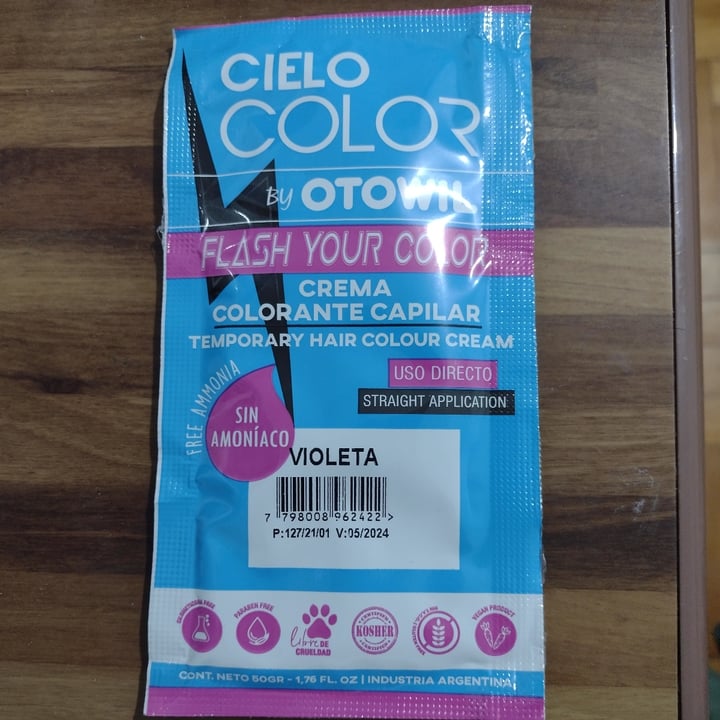 CIELO
COLOR
BY OTOWIL
FLASH YOUR COLOR
CREMA
COLORANTE CAPILAR
TEMPORARY HAIR COLOUR CREAM
USO DIRECTO
STRAIGHT APPLICATION
FREE AMMONIA
SIN
AMONÍACO
VIOLETA
7 798008 962422 >
P:127/21/01 V:05/2024
PARABEN FREE
libre DE
CRUELDAD
CERTIFIED
KOSHER
CERTIFIED
VEGAN PRODUCT
CONT. NETO 50GR - 1,76 FL. OZ | INDUSTRIA ARGENTINA